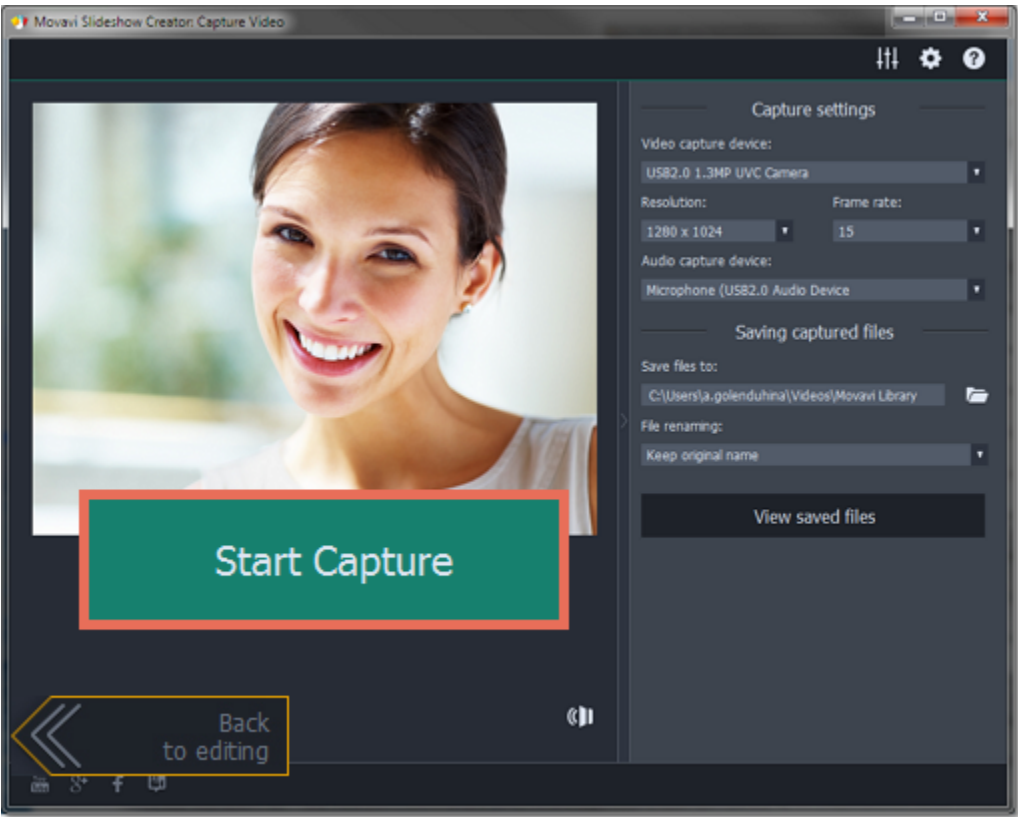 Movavi Slideshow Creator: Capture Video
Capture settings
Video capture device:
USB2.0 1.3MP UVC Camera
Resolution:
Frame rate:
1280 x 1024
15
Audio capture device:
Microphone (USB2.0 Audio Device
Saving captured files
Save files to:
C:\Users\a.golenduhina\Videos\Movavi Library
File renaming:
Keep original name
View saved files
Start Capture
Back
to editing